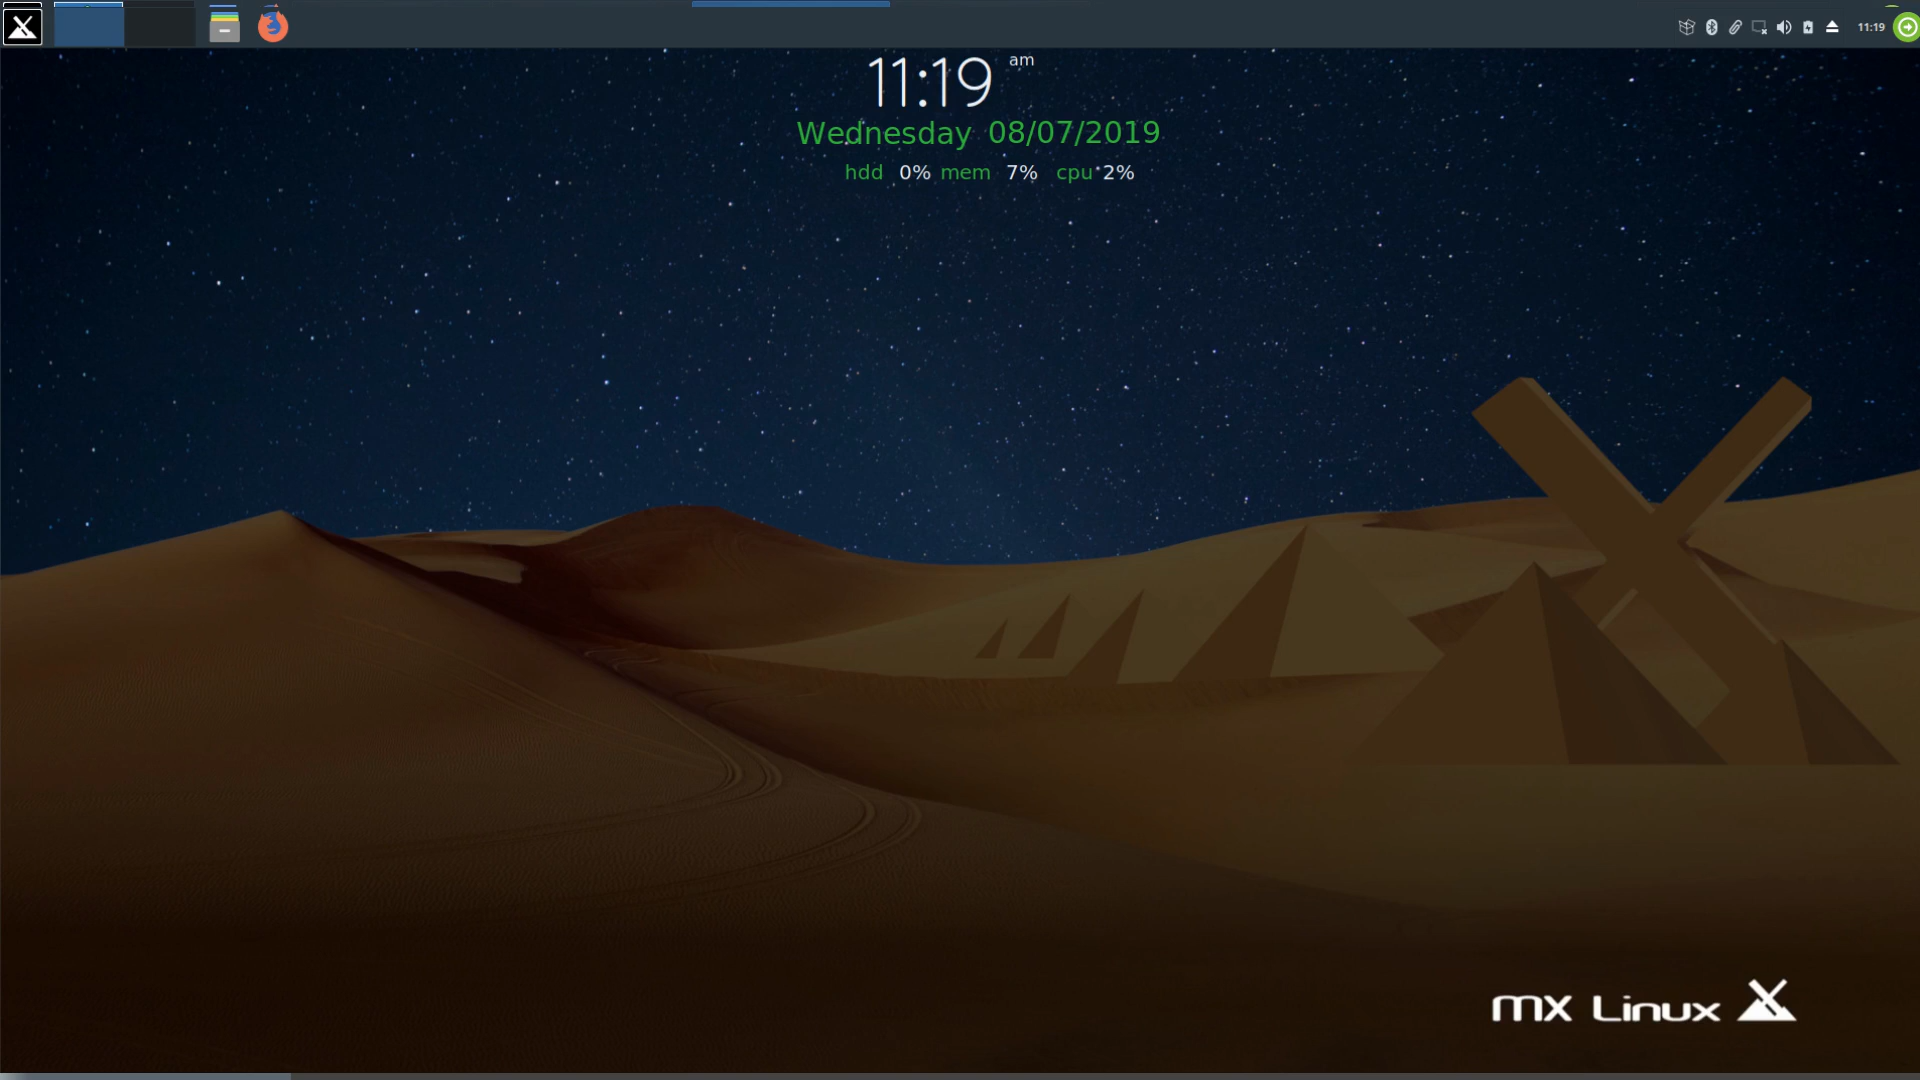 11:19
11:19 am
Wednesday 08/07/2019
hdd 0% mem 7% cpu 2%
mx Linux